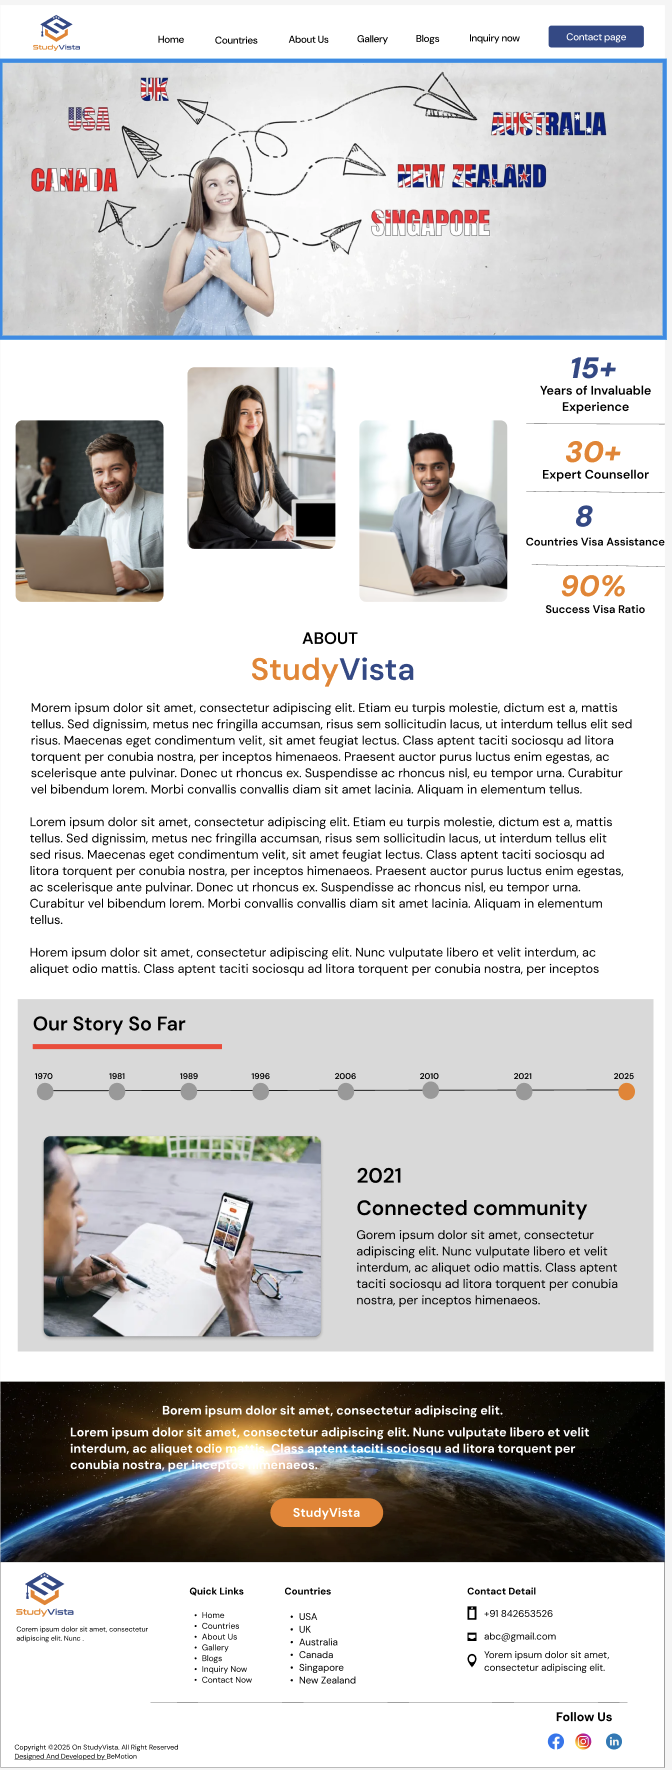 StudyVista
Home
Countries
About Us
Gallery
Blogs
Inquiry now
Contact page
UK
USA
CANADA
AUSTRALIA
NEW ZEALAND
SINGAPORE
15+
Years of Invaluable
Experience
30+
Expert Counsellor
8
Countries Visa Assistance
90%
Success Visa Ratio
ABOUT
StudyVista
Morem ipsum dolor sit amet, consectetur adipiscing elit. Etiam eu turpis molestie, dictum est a, mattis
tellus. Sed dignissim, metus nec fringilla accumsan, risus sem sollicitudin lacus, ut interdum tellus elit sed
risus. Maecenas eget condimentum velit, sit amet feugiat lectus. Class aptent taciti sociosqu ad litora
torquent per conubia nostra, per inceptos himenaeos. Praesent auctor purus luctus enim egestas, ac
scelerisque ante pulvinar. Donec ut rhoncus ex. Suspendisse ac rhoncus nisl, eu tempor urna. Curabitur
vel bibendum lorem. Morbi convallis convallis diam sit amet lacinia. Aliquam in elementum tellus.
Lorem ipsum dolor sit amet, consectetur adipiscing elit. Etiam eu turpis molestie, dictum est a, mattis
tellus. Sed dignissim, metus nec fringilla accumsan, risus sem sollicitudin lacus, ut interdum tellus elit
sed risus. Maecenas eget condimentum velit, sit amet feugiat lectus. Class aptent taciti sociosqu ad
litora torquent per conubia nostra, per inceptos himenaeos. Praesent auctor purus luctus enim egestas,
ac scelerisque ante pulvinar. Donec ut rhoncus ex. Suspendisse ac rhoncus nisl, eu tempor urna.
Curabitur vel bibendum lorem. Morbi convallis convallis diam sit amet lacinia. Aliquam in elementum
tellus.
Horem ipsum dolor sit amet, consectetur adipiscing elit. Nunc vulputate libero et velit interdum, ac
aliquet odio mattis. Class aptent taciti sociosqu ad litora torquent per conubia nostra, per inceptos
Our Story So Far
1970
1981
1989
1996
2006
2010
2021
2025
2021
Connected community
Gorem ipsum dolor sit amet, consectetur
adipiscing elit. Nunc vulputate libero et velit
interdum, ac aliquet odio mattis. Class aptent
taciti sociosqu ad litora torquent per conubia
nostra, per inceptos himenaeos.
Borem ipsum dolor sit amet, consectetur adipiscing elit.
Lorem ipsum dolor sit amet, consectetur adipiscing elit. Nunc vulputate libero et velit
interdum, ac aliquet odio Class aptent taciti sociosqu ad litora torquent per
conubia nostra, per
StudyVista
StudyVista
Corem ipsum dolor sit amet, consectetur
adipiscing elit. Nunc .
Quick Links
Home
Countries
About Us
Gallery
Blogs
Inquiry Now
Contact Now
Countries
USA
UK
Australia
Canada
Singapore
New Zealand
Contact Detail
+91 842653526
abc@gmail.com
Yorem ipsum dolor sit amet,
consectetur adipiscing elit.
Follow Us
Copyright ©2025 On StudyVista. All Right Reserved
Designed And Developed by BeMotion